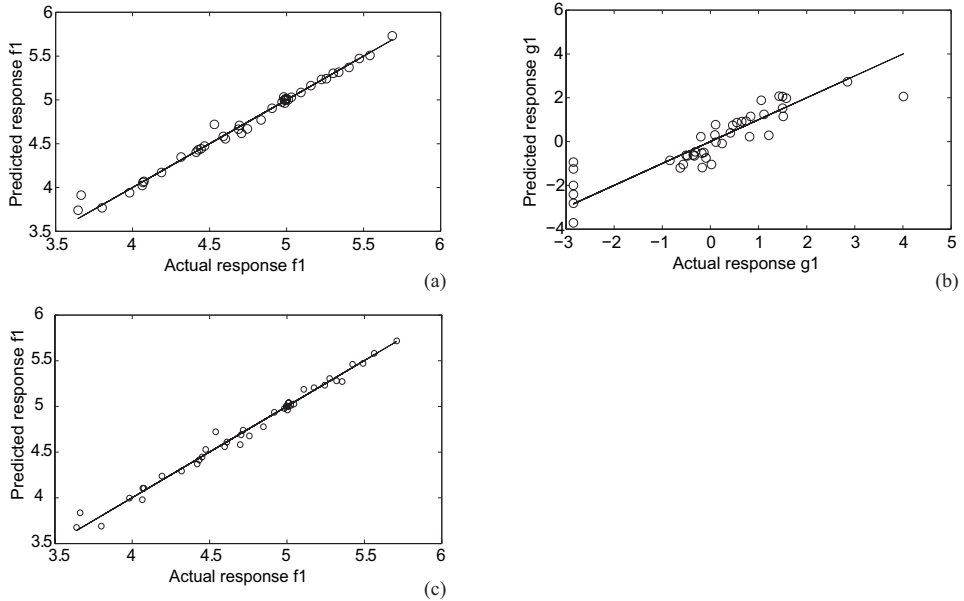 6
5.5
5
4.5
4
3.5
3.5 4 4.5 5 5.5 6
Predicted response f1
Actual response f1
(a)
6
4
2
0
−2
−4
−3 −2 −1 0 1 2 3 4 5
Predicted response g1
Actual response g1
(b)
6
5.5
5
4.5
4
3.5
3.5 4 4.5 5 5.5 6
Predicted response f1
Actual response f1
(c)